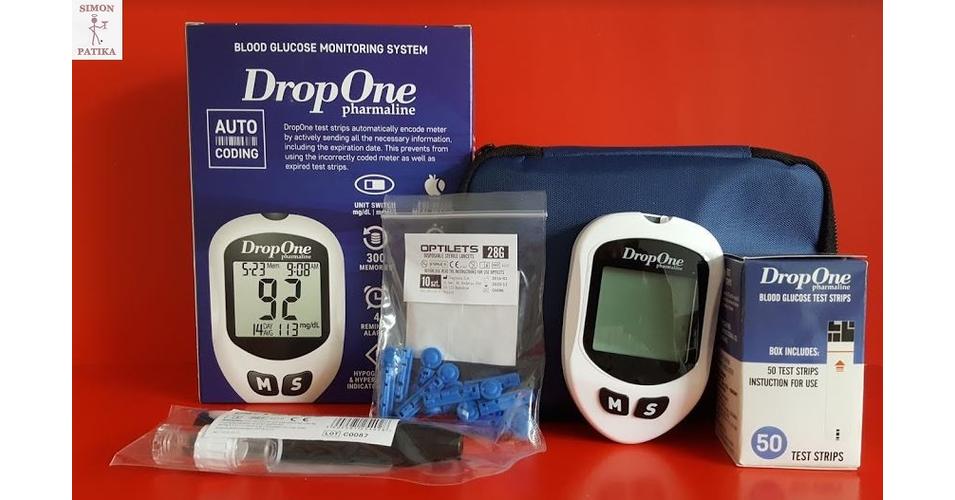 SIMON
PATIKA
BLOOD GLUCOSE MONITORING SYSTEM
DropOne
pharmaline
AUTO
CODING
DropOne test strips automatically encode meter
by actively sending all the necessary information,
including the expiration date. This prevents from
using the incorrectly coded meter as well as
expired test strips.
UNIT SWITCH
mg/dL
300
DropOne
pharmaline
5-23 Mem. 9:08 AM
92
14 DAY AVG 113 mg/dL
M S
OPTILETS
28G
DISPOSABLE STERILE LANCETS
10 szt.
LOT C0087
DropOne
pharmaline
M S
DropOne
pharmaline
BLOOD GLUCOSE TEST STRIPS
BOX INCLUDES:
50 TEST STRIPS
INSTUCTION FOR USE
50 TEST STRIPS